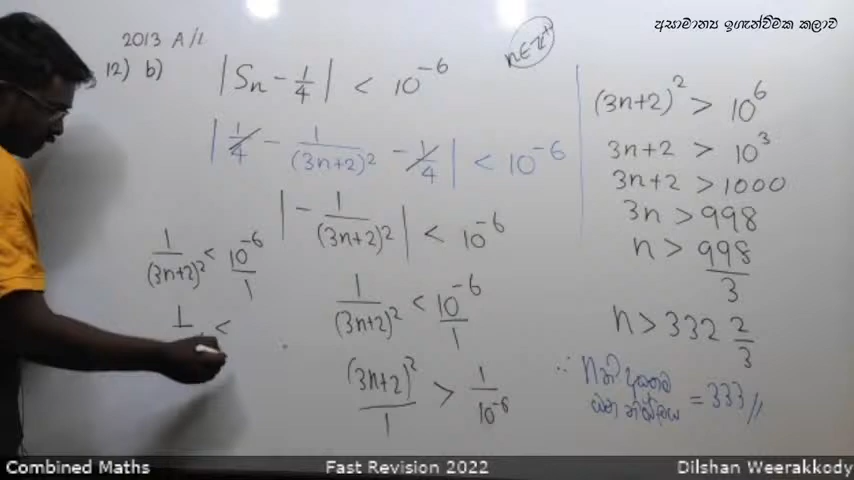 අසාමාන්‍ය ඉගැන්වීමක කලාව
2013 A/L
12) b)
n∈ℤ⁺
|Sn - 1/4| < 10⁻⁶
|1/4 - 1/(3n+2)² - 1/4| < 10⁻⁶
|- 1/(3n+2)²| < 10⁻⁶
1/(3n+2)² < 10⁻⁶/1
(3n+2)²/1 > 1/10⁻⁶
1/(3n+2)² < 10⁻⁶/1
1/ <
(3n+2)² > 10⁶
3n+2 > 10³
3n+2 > 1000
3n > 998
n > 998/3
n > 332 2/3
∴ n හි
ධන = 333//
Combined Maths
Fast Revision 2022
Dilshan Weerakkody